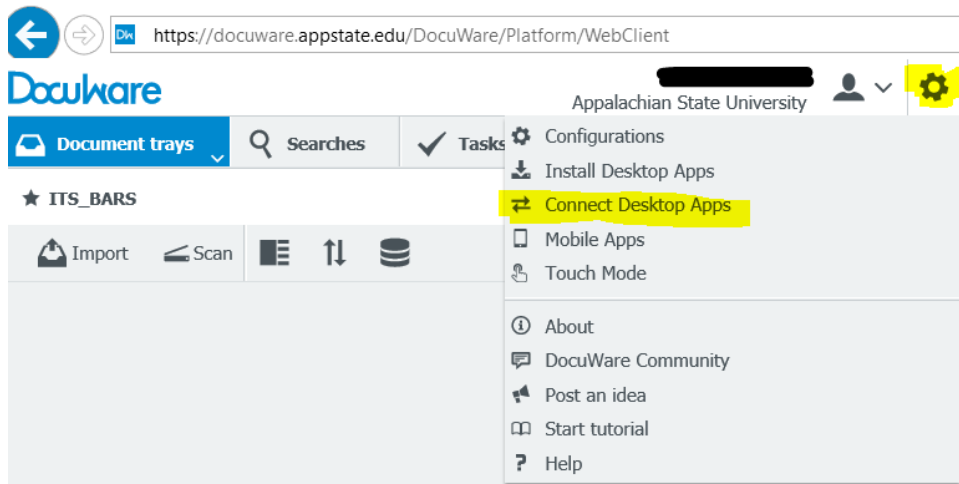 DW https://docuware.appstate.edu/DocuWare/Platform/WebClient
DocuWare
Appalachian State University
Document trays Searches Tasks
Configurations
Install Desktop Apps
ITS_BARS
Connect Desktop Apps
Mobile Apps
Import Scan
Touch Mode
About
DocuWare Community
Post an idea
Start tutorial
? Help